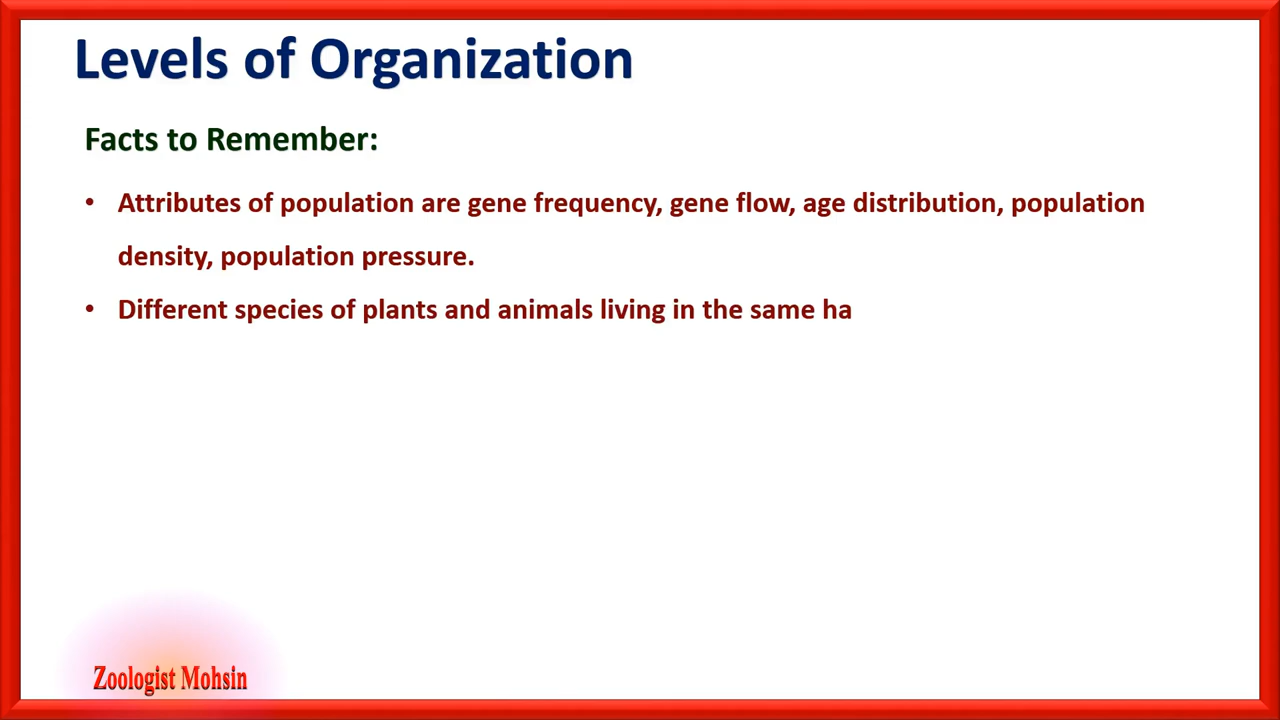 Levels of Organization
Facts to Remember:
• Attributes of population are gene frequency, gene flow, age distribution, population
density, population pressure.
• Different species of plants and animals living in the same ha
Zoologist Mohsin